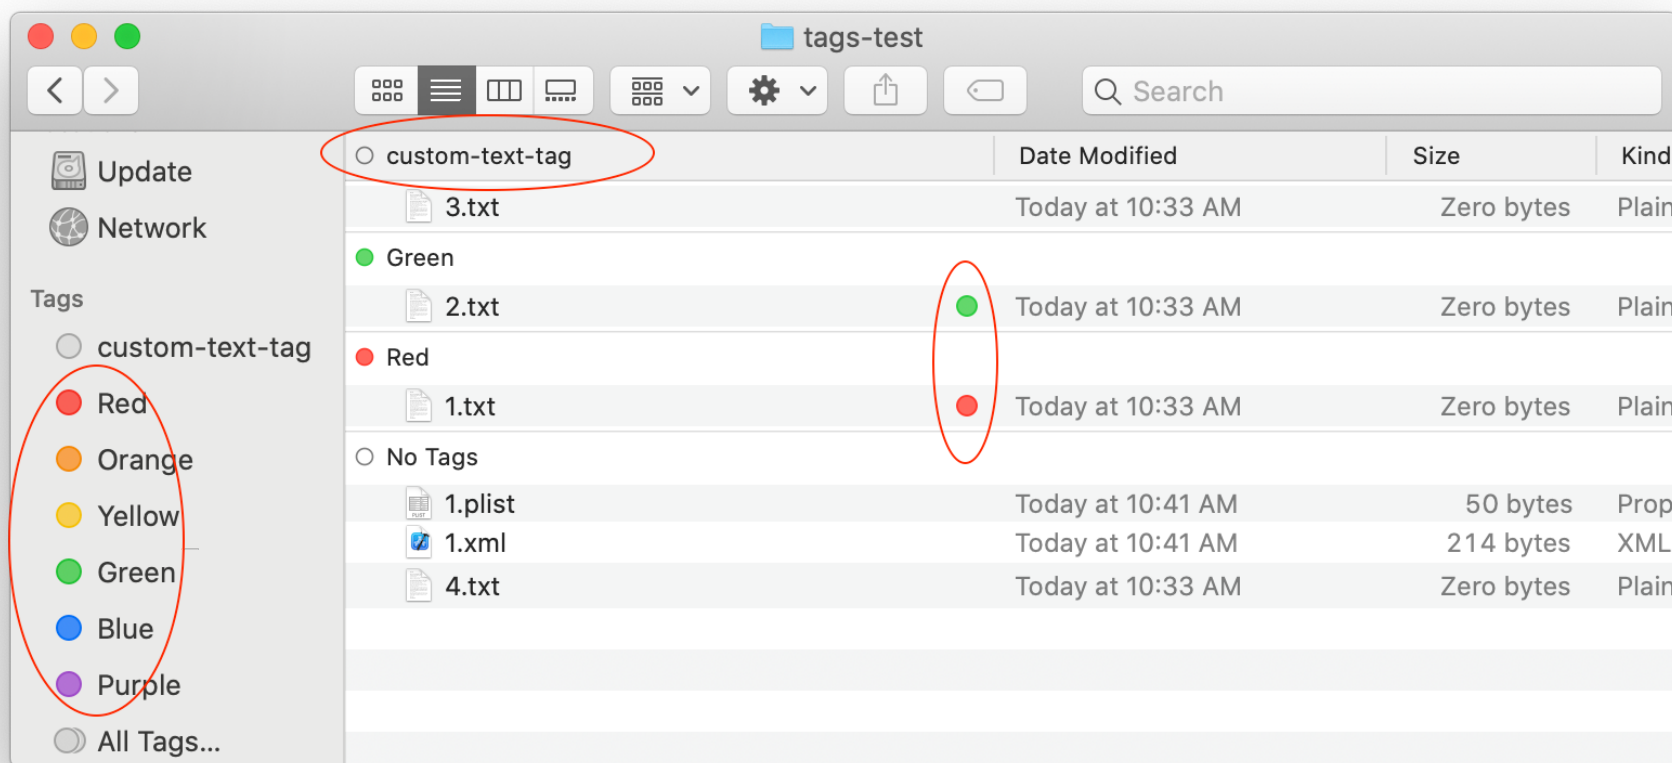 tags-test
Search
Update
Network
Tags
custom-text-tag
Red
Orange
Yellow
Green
Blue
Purple
All Tags...
custom-text-tag Date Modified Size Kind
3.txt Today at 10:33 AM Zero bytes Plain
Green
2.txt Today at 10:33 AM Zero bytes Plain
Red
1.txt Today at 10:33 AM Zero bytes Plain
No Tags
1.plist Today at 10:41 AM 50 bytes Prop
1.xml Today at 10:41 AM 214 bytes XML
4.txt Today at 10:33 AM Zero bytes Plain